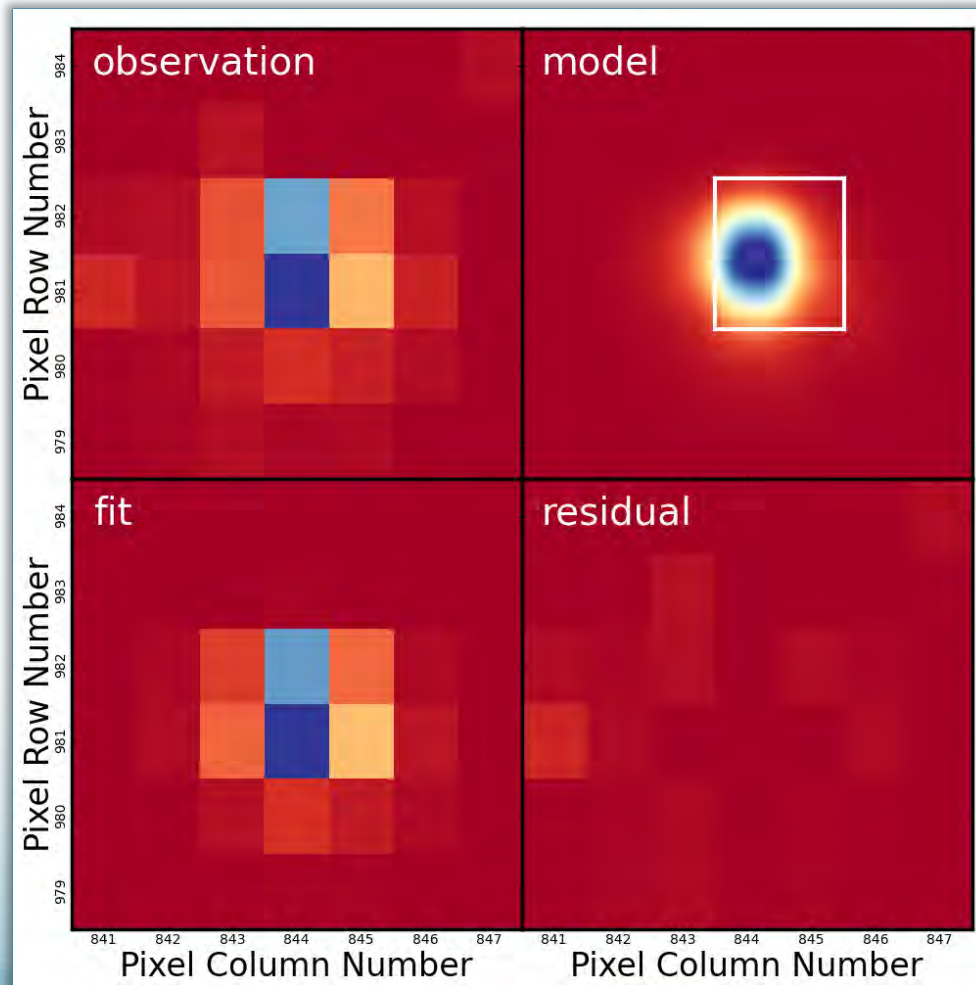 observation
model
Pixel Row Number
984
983
982
981
980
979
fit
residual
Pixel Row Number
984
983
982
981
980
979
841 842 843 844 845 846 847
841 842 843 844 845 846 847
Pixel Column Number
Pixel Column Number